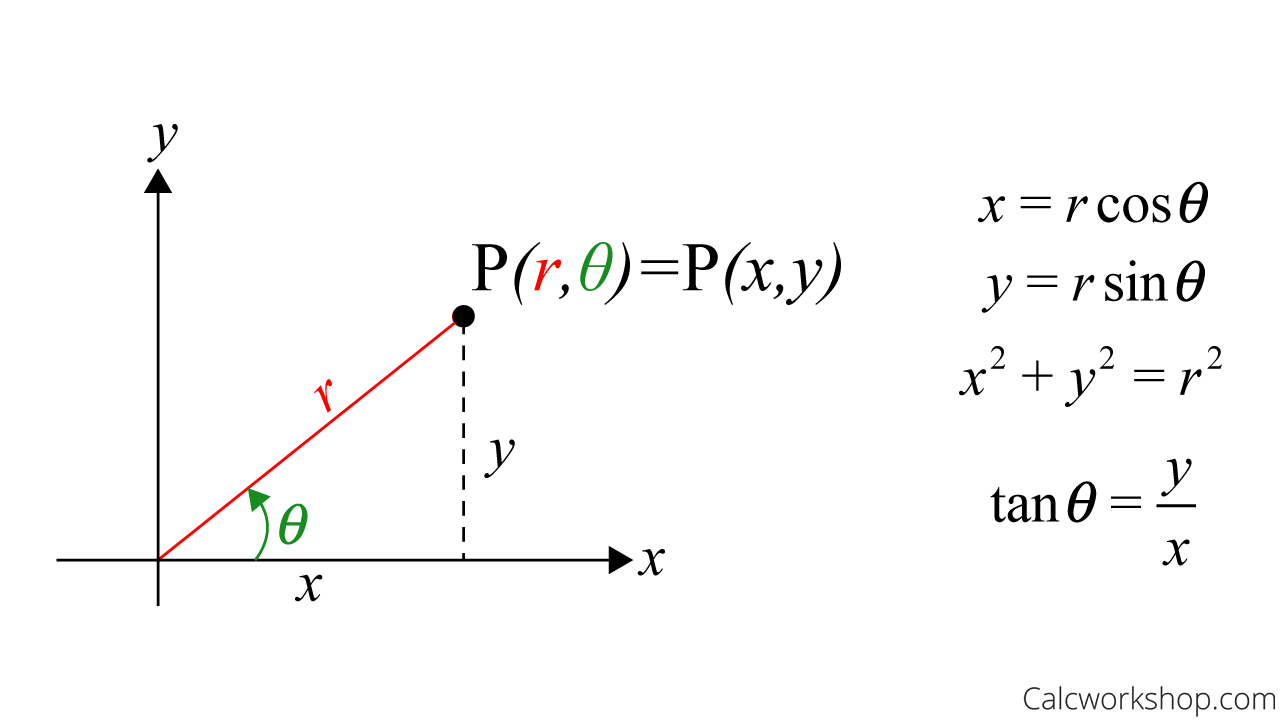 y
P(r,θ)=P(x,y)
r
y
θ
x
x
x = r cos θ
y = r sin θ
x² + y² = r²
tan θ = y/x
Calcworkshop.com